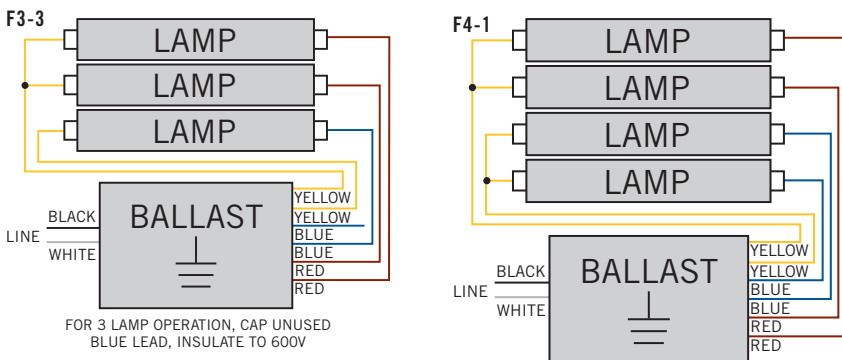 F3-3
LAMP
LAMP
LAMP
BALLAST
LINE
BLACK
WHITE
YELLOW
YELLOW
BLUE
BLUE
RED
RED
FOR 3 LAMP OPERATION, CAP UNUSED
BLUE LEAD, INSULATE TO 600V
F4-1
LAMP
LAMP
LAMP
LAMP
BALLAST
LINE
BLACK
WHITE
YELLOW
YELLOW
BLUE
BLUE
RED
RED